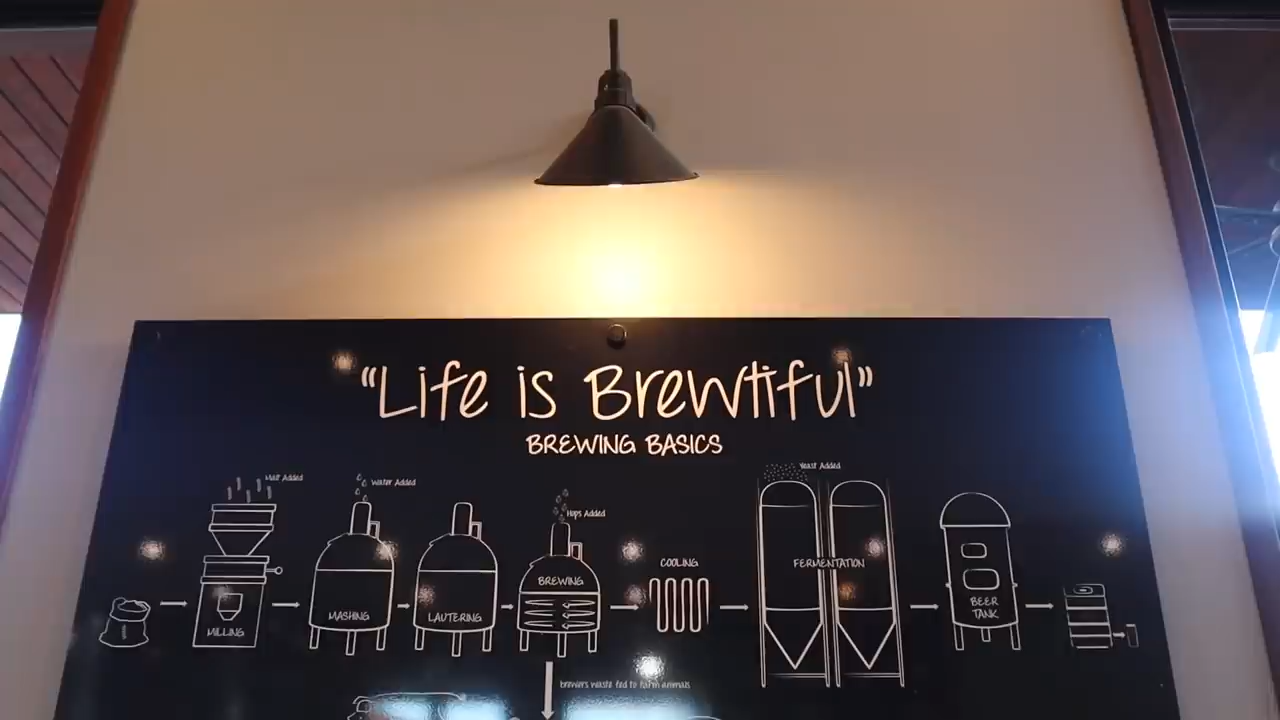 "Life is Brewtiful"
BREWING BASICS
Yeast Added
Malt Added
Water Added
Hops Added
COOLING
FERMENTATION
BREWING
BEER
TANK
MASHING
LAUTERING
MILLING
brewers waste fed to farm animals